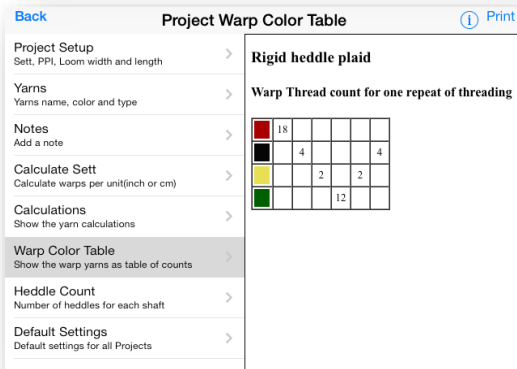 Back
Project Warp Color Table
Print
Project Setup
Sett, PPI, Loom width and length
Yarns
Yarns name, color and type
Notes
Add a note
Calculate Sett
Calculate warps per unit(inch or cm)
Calculations
Show the yarn calculations
Warp Color Table
Show the warp yarns as table of counts
Heddle Count
Number of heddles for each shaft
Default Settings
Default settings for all Projects
Rigid heddle plaid
Warp Thread count for one repeat of threading
18
4 4
2 2
12